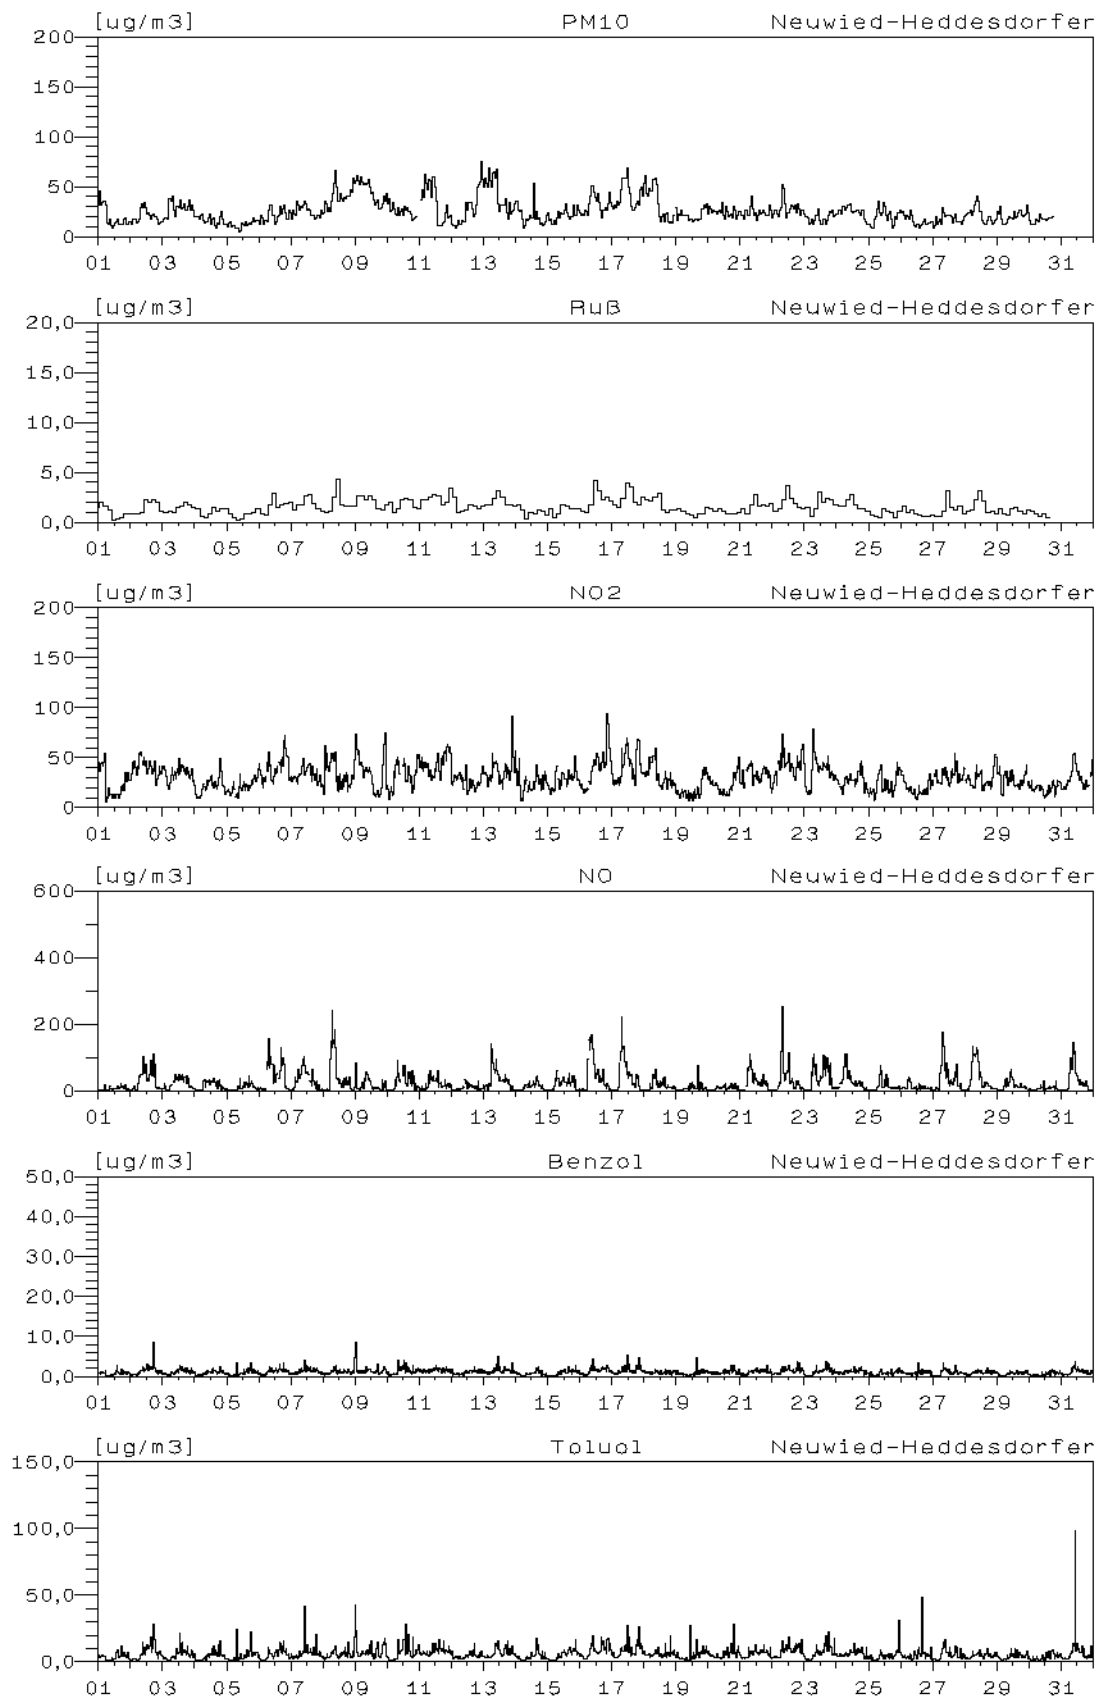 [ug/m3] PM10 Neuwied-Heddesdorfer
200
150
100
50
0
01 03 05 07 09 11 13 15 17 19 21 23 25 27 29 31
[ug/m3] Ruß Neuwied-Heddesdorfer
20,0
15,0
10,0
5,0
0,0
01 03 05 07 09 11 13 15 17 19 21 23 25 27 29 31
[ug/m3] NO2 Neuwied-Heddesdorfer
200
150
100
50
0
01 03 05 07 09 11 13 15 17 19 21 23 25 27 29 31
[ug/m3] NO Neuwied-Heddesdorfer
600
400
200
0
01 03 05 07 09 11 13 15 17 19 21 23 25 27 29 31
[ug/m3] Benzol Neuwied-Heddesdorfer
50,0
40,0
30,0
20,0
10,0
0,0
01 03 05 07 09 11 13 15 17 19 21 23 25 27 29 31
[ug/m3] Toluol Neuwied-Heddesdorfer
150,0
100,0
50,0
0,0
01 03 05 07 09 11 13 15 17 19 21 23 25 27 29 31